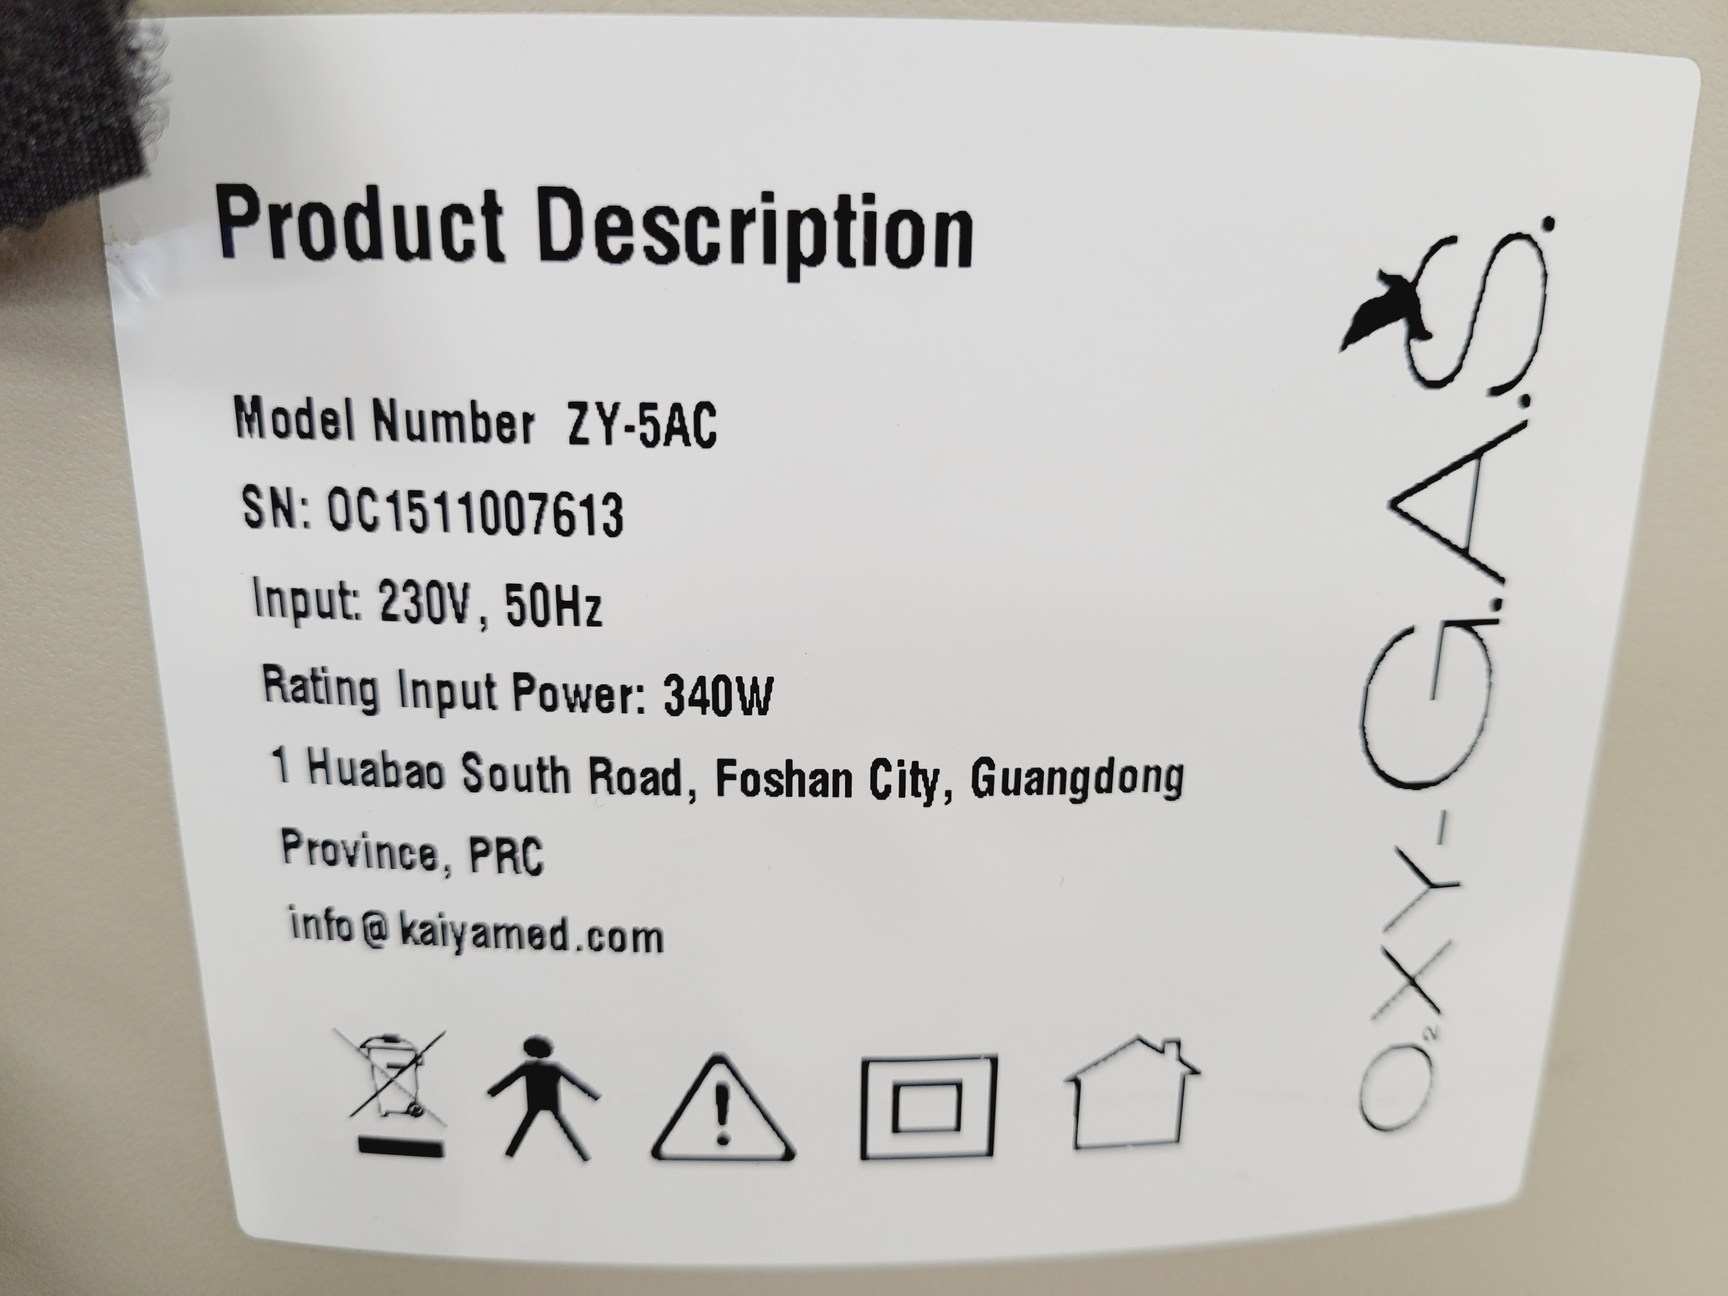 Product Description
Model Number ZY-5AC
SN: OC1511007613
Input: 230V, 50Hz
Rating Input Power: 340W
1 Huabao South Road, Foshan City, Guangdong
Province, PRC
info@kaiyamed.com
O₂XY-G.A.S.